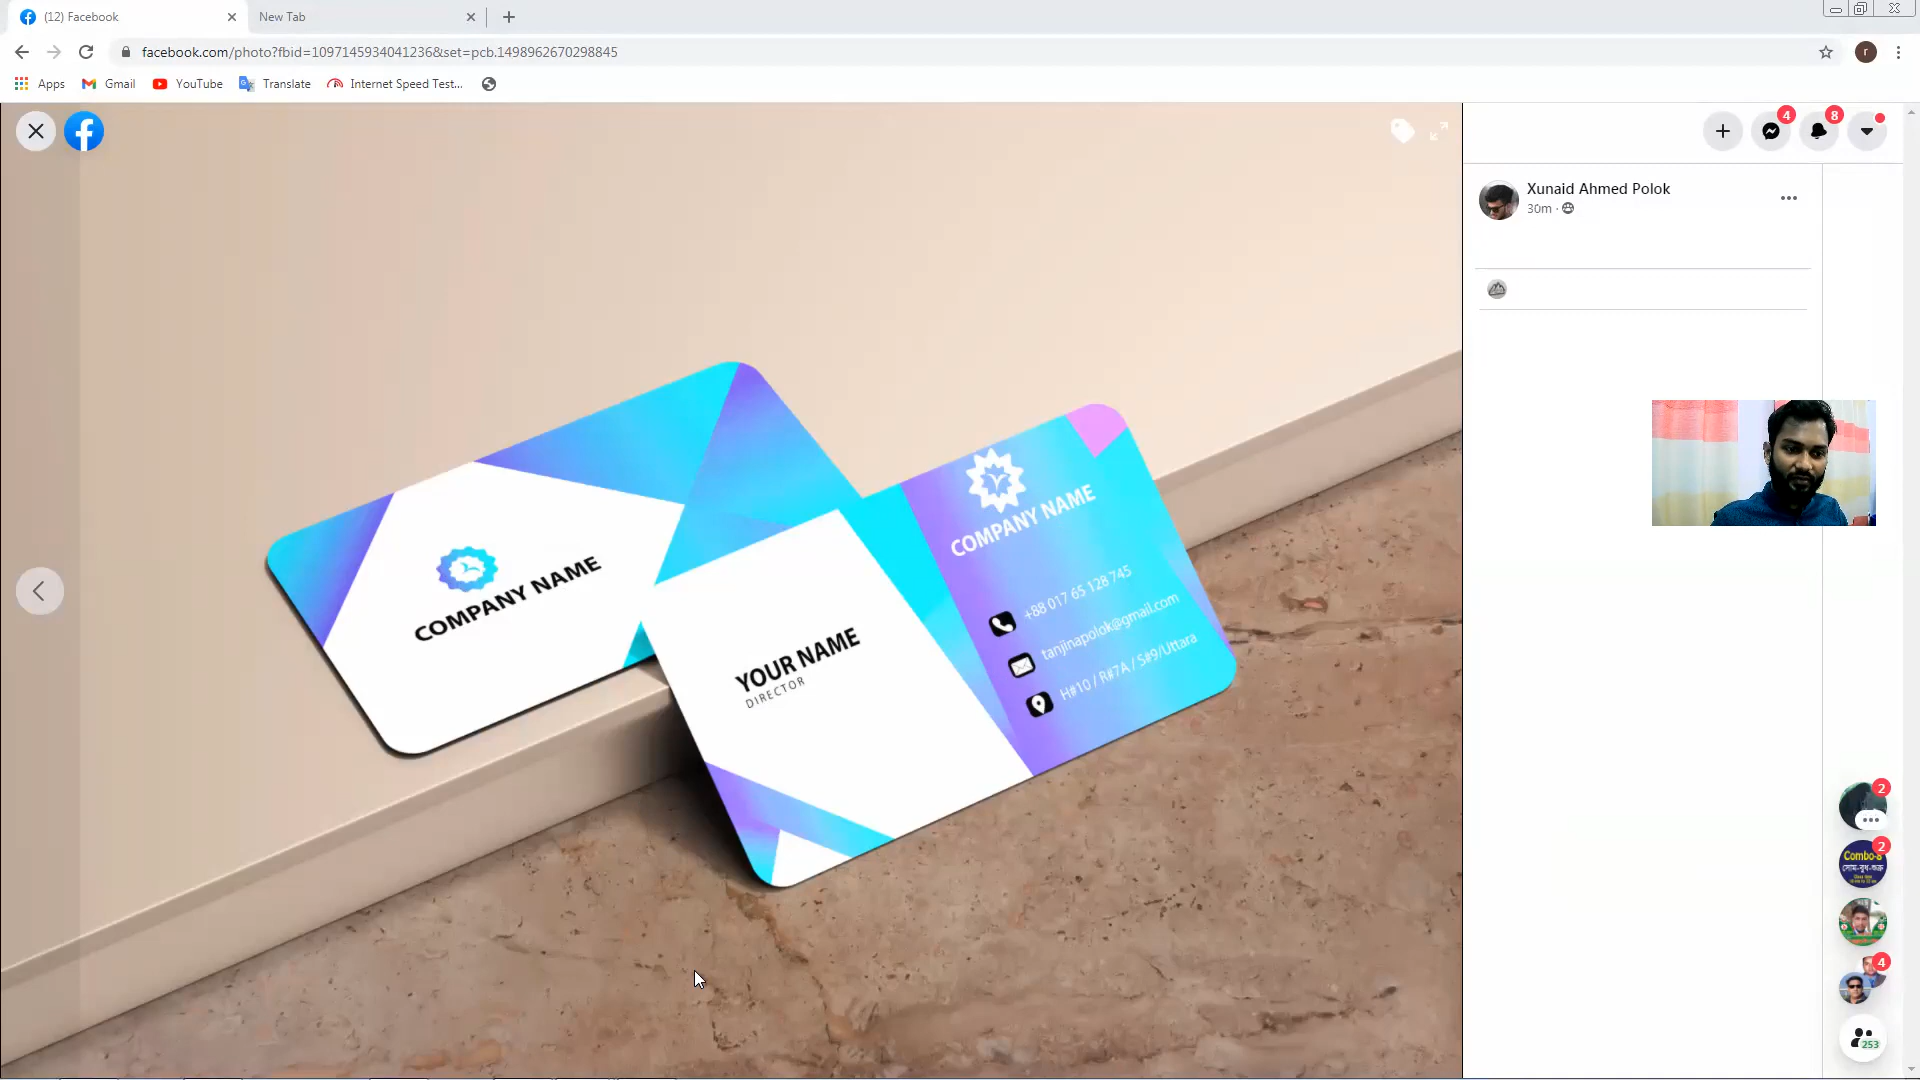 (12) Facebook
New Tab
facebook.com/photo?fbid=1097145934041236&set=pcb.1498962670298845
r
Apps
Gmail
YouTube
Translate
Internet Speed Test...
4
8
Xunaid Ahmed Polok
30m ·
COMPANY NAME
COMPANY NAME
+88 017 65 128 745
tanjinapolok@gmail.com
H#10 / R#7A / S#9/Uttara
YOUR NAME
DIRECTOR
2
2
Combo-8
সোম-বুধ-শুক্র
4
253